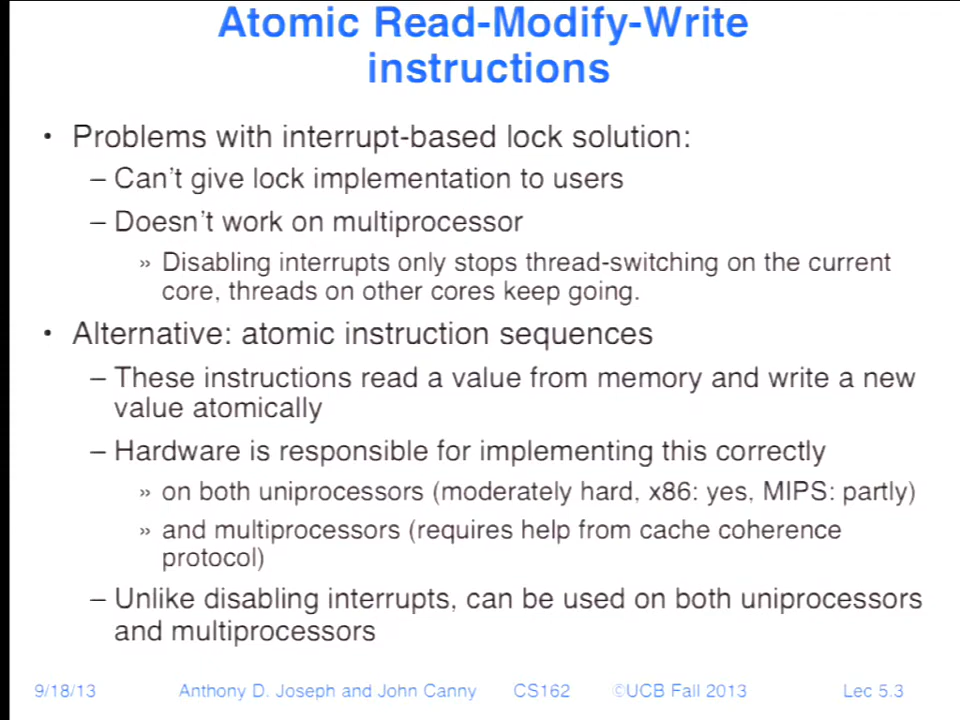 Atomic Read-Modify-Write
instructions
• Problems with interrupt-based lock solution:
– Can't give lock implementation to users
– Doesn't work on multiprocessor
» Disabling interrupts only stops thread-switching on the current
core, threads on other cores keep going.
• Alternative: atomic instruction sequences
– These instructions read a value from memory and write a new
value atomically
– Hardware is responsible for implementing this correctly
» on both uniprocessors (moderately hard, x86: yes, MIPS: partly)
» and multiprocessors (requires help from cache coherence
protocol)
– Unlike disabling interrupts, can be used on both uniprocessors
and multiprocessors
9/18/13 Anthony D. Joseph and John Canny CS162 ©UCB Fall 2013 Lec 5.3